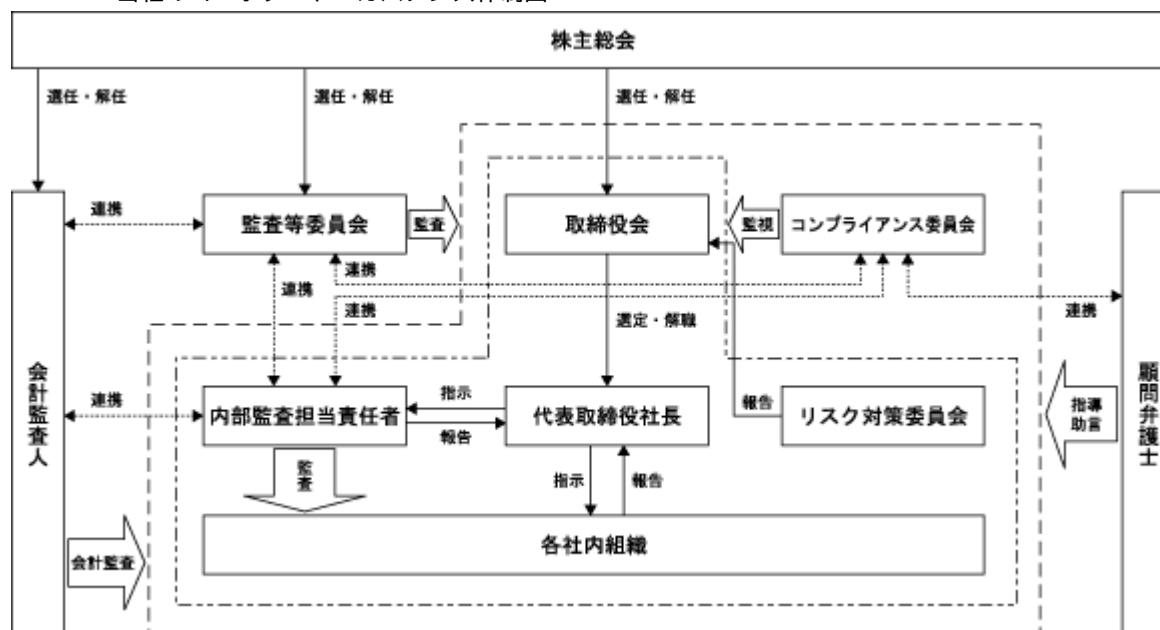 株主総会
選任・解任
選任・解任
選任・解任
連携
監査等委員会
監査
取締役会
監視
コンプライアンス委員会
連携
連携
連携
連携
選定・解職
会計監査人
顧問弁護士
連携
内部監査担当責任者
指示
報告
代表取締役社長
報告
リスク対策委員会
指導
助言
監査
指示
報告
各社内組織
会計監査